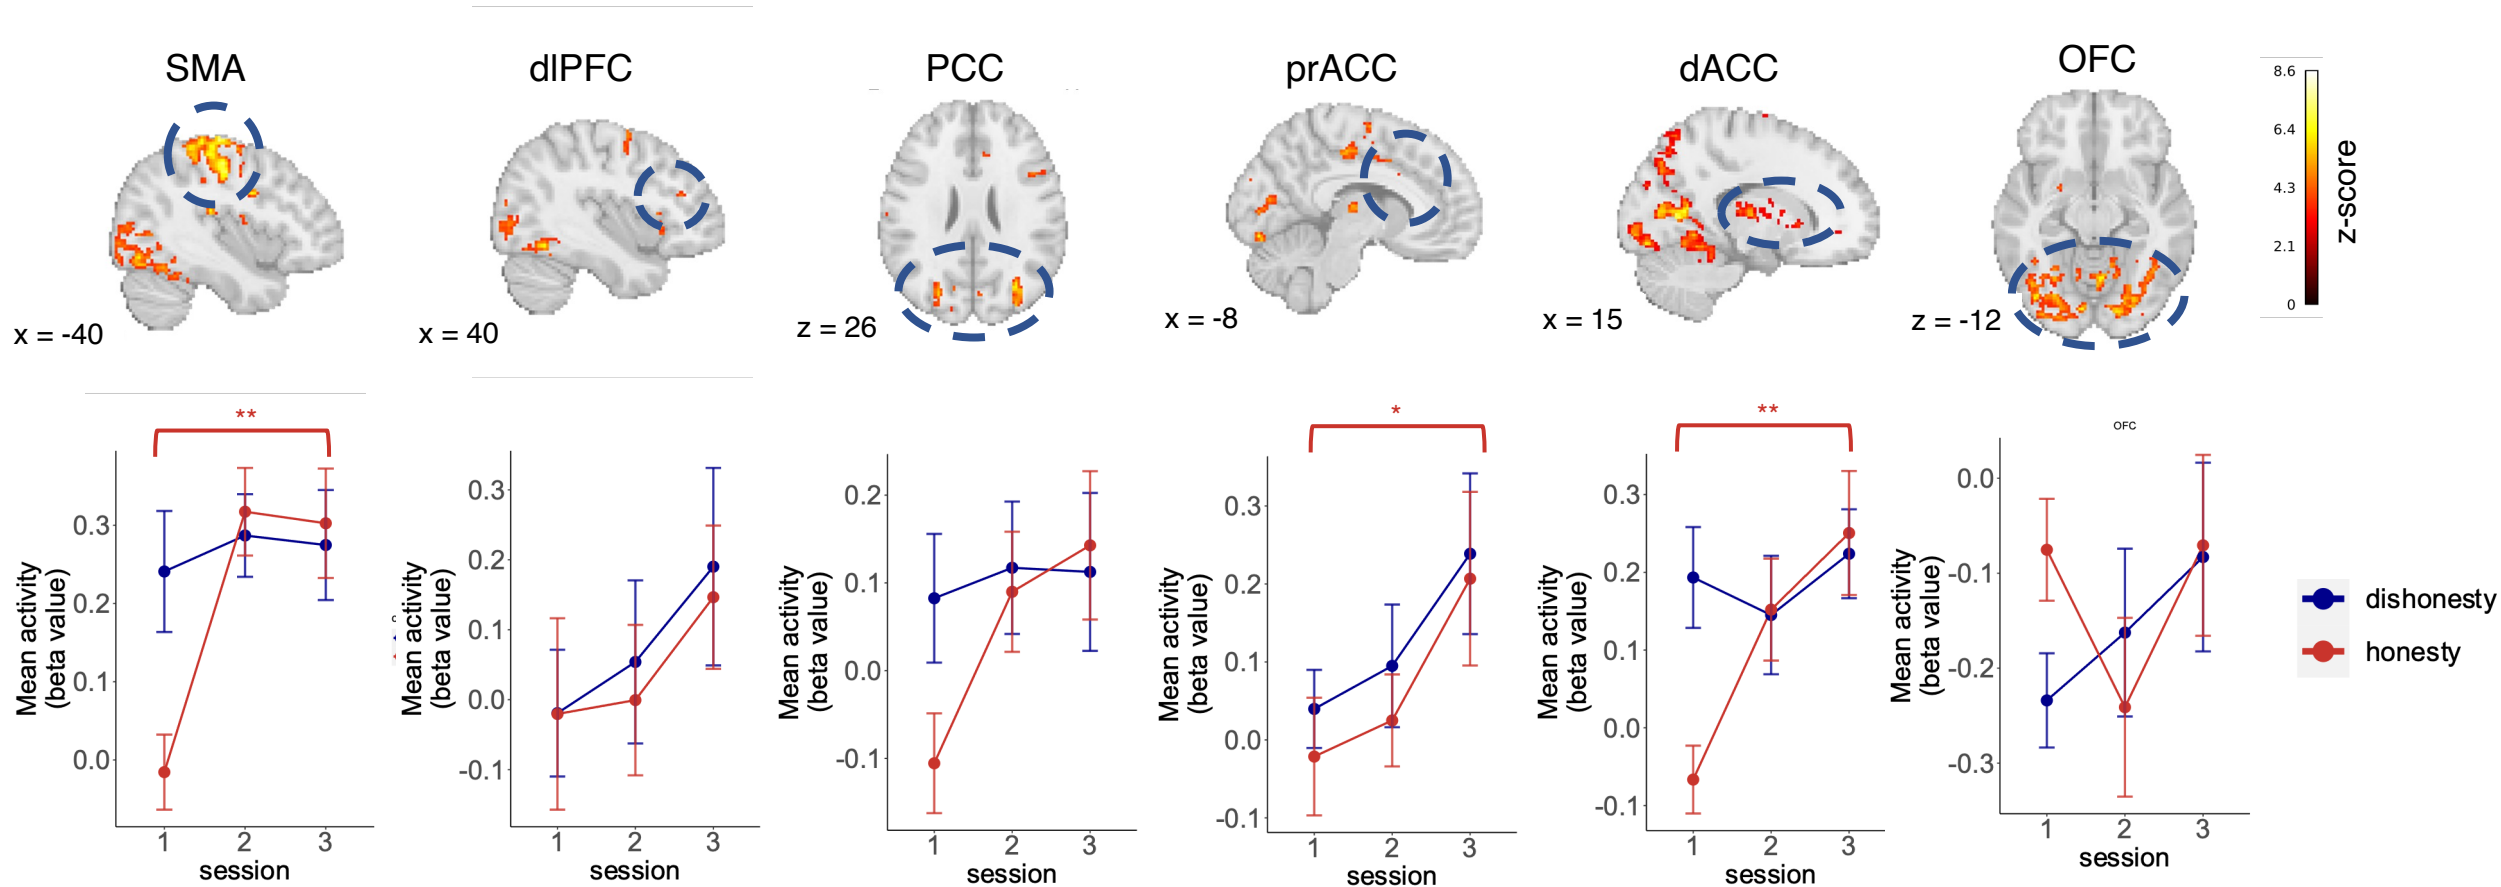 SMA
dlPFC
PCC
prACC
dACC
OFC
8.6
6.4
4.3
2.1
0
z-score
x = -40
x = 40
z = 26
x = -8
x = 15
z = -12
**
0.3
0.2
0.1
0.0
Mean activity
(beta value)
1 2 3
session
0.3
0.2
0.1
0.0
-0.1
Mean activity
(beta value)
1 2 3
session
0.2
0.1
0.0
-0.1
Mean activity
(beta value)
1 2 3
session
*
0.3
0.2
0.1
0.0
-0.1
Mean activity
(beta value)
1 2 3
session
**
0.3
0.2
0.1
0.0
-0.1
Mean activity
(beta value)
1 2 3
session
OFC
0.0
-0.1
-0.2
-0.3
Mean activity
(beta value)
1 2 3
session
dishonesty
honesty